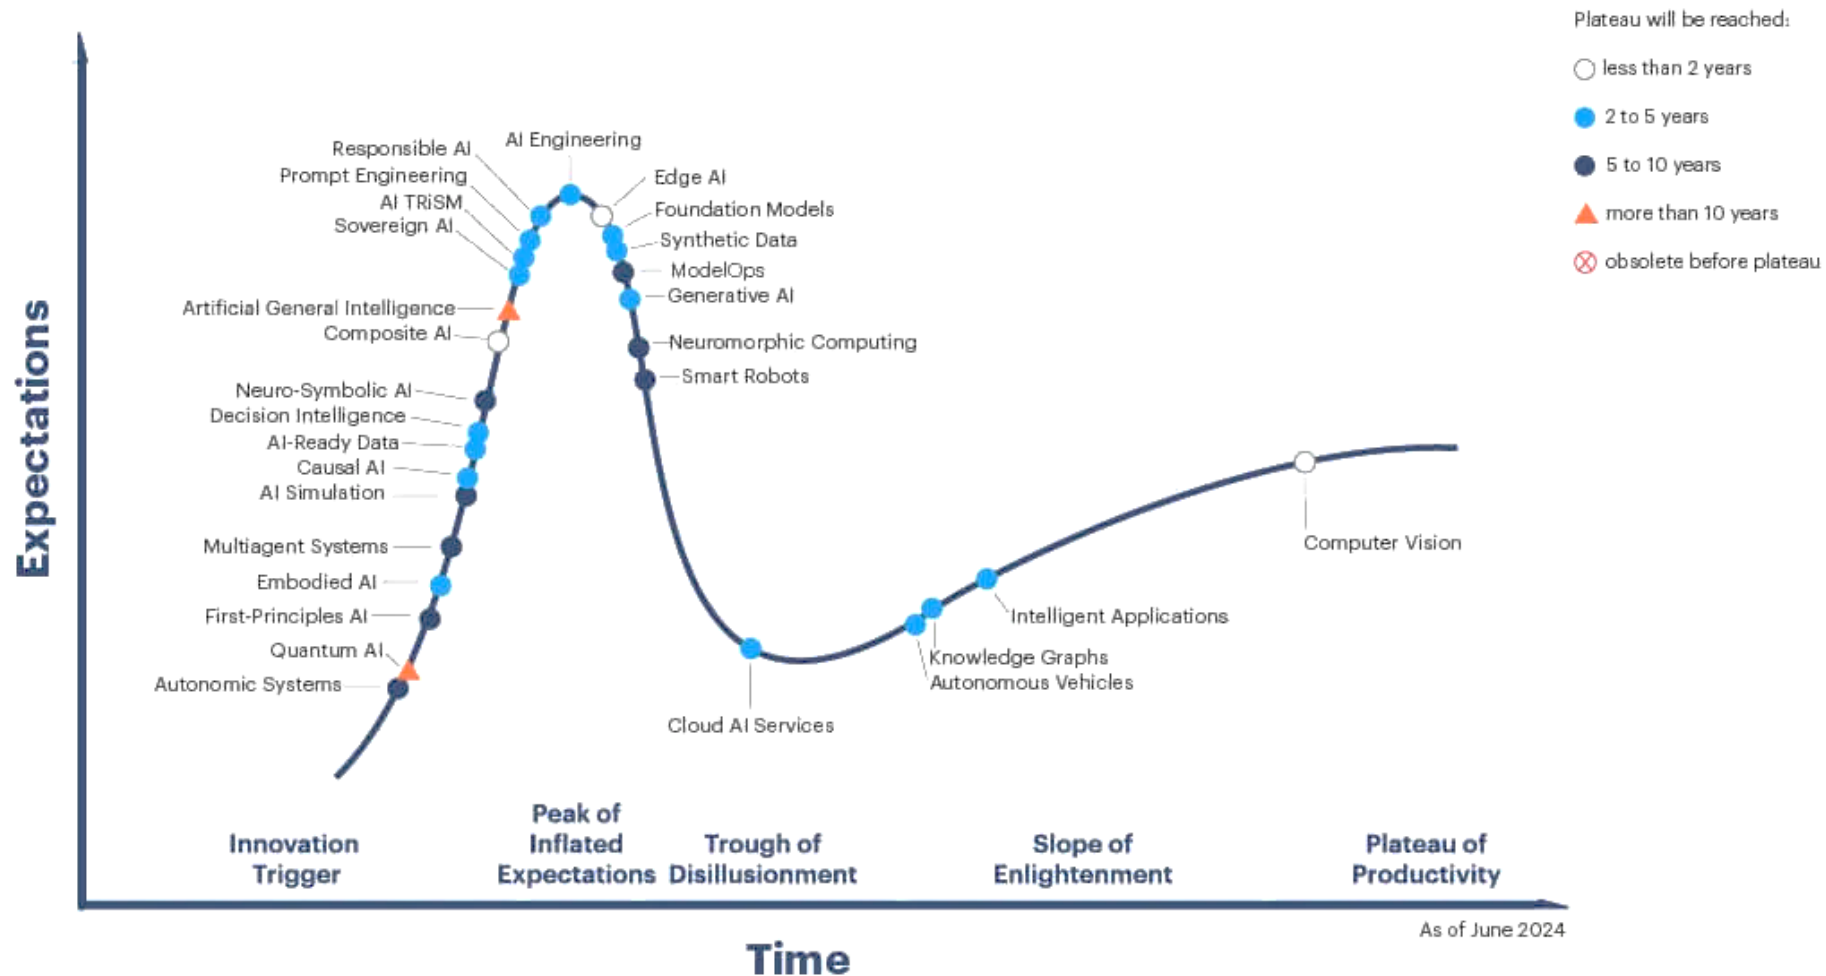 Plateau will be reached:
less than 2 years
2 to 5 years
5 to 10 years
more than 10 years
obsolete before plateau
Expectations
AI Engineering
Responsible AI
Prompt Engineering
AI TRiSM
Sovereign AI
Artificial General Intelligence
Composite AI
Neuro-Symbolic AI
Decision Intelligence
AI-Ready Data
Causal AI
AI Simulation
Multiagent Systems
Embodied AI
First-Principles AI
Quantum AI
Autonomic Systems
Edge AI
Foundation Models
Synthetic Data
ModelOps
Generative AI
Neuromorphic Computing
Smart Robots
Cloud AI Services
Intelligent Applications
Knowledge Graphs
Autonomous Vehicles
Computer Vision
Innovation
Trigger
Peak of
Inflated
Expectations
Trough of
Disillusionment
Slope of
Enlightenment
Plateau of
Productivity
As of June 2024
Time